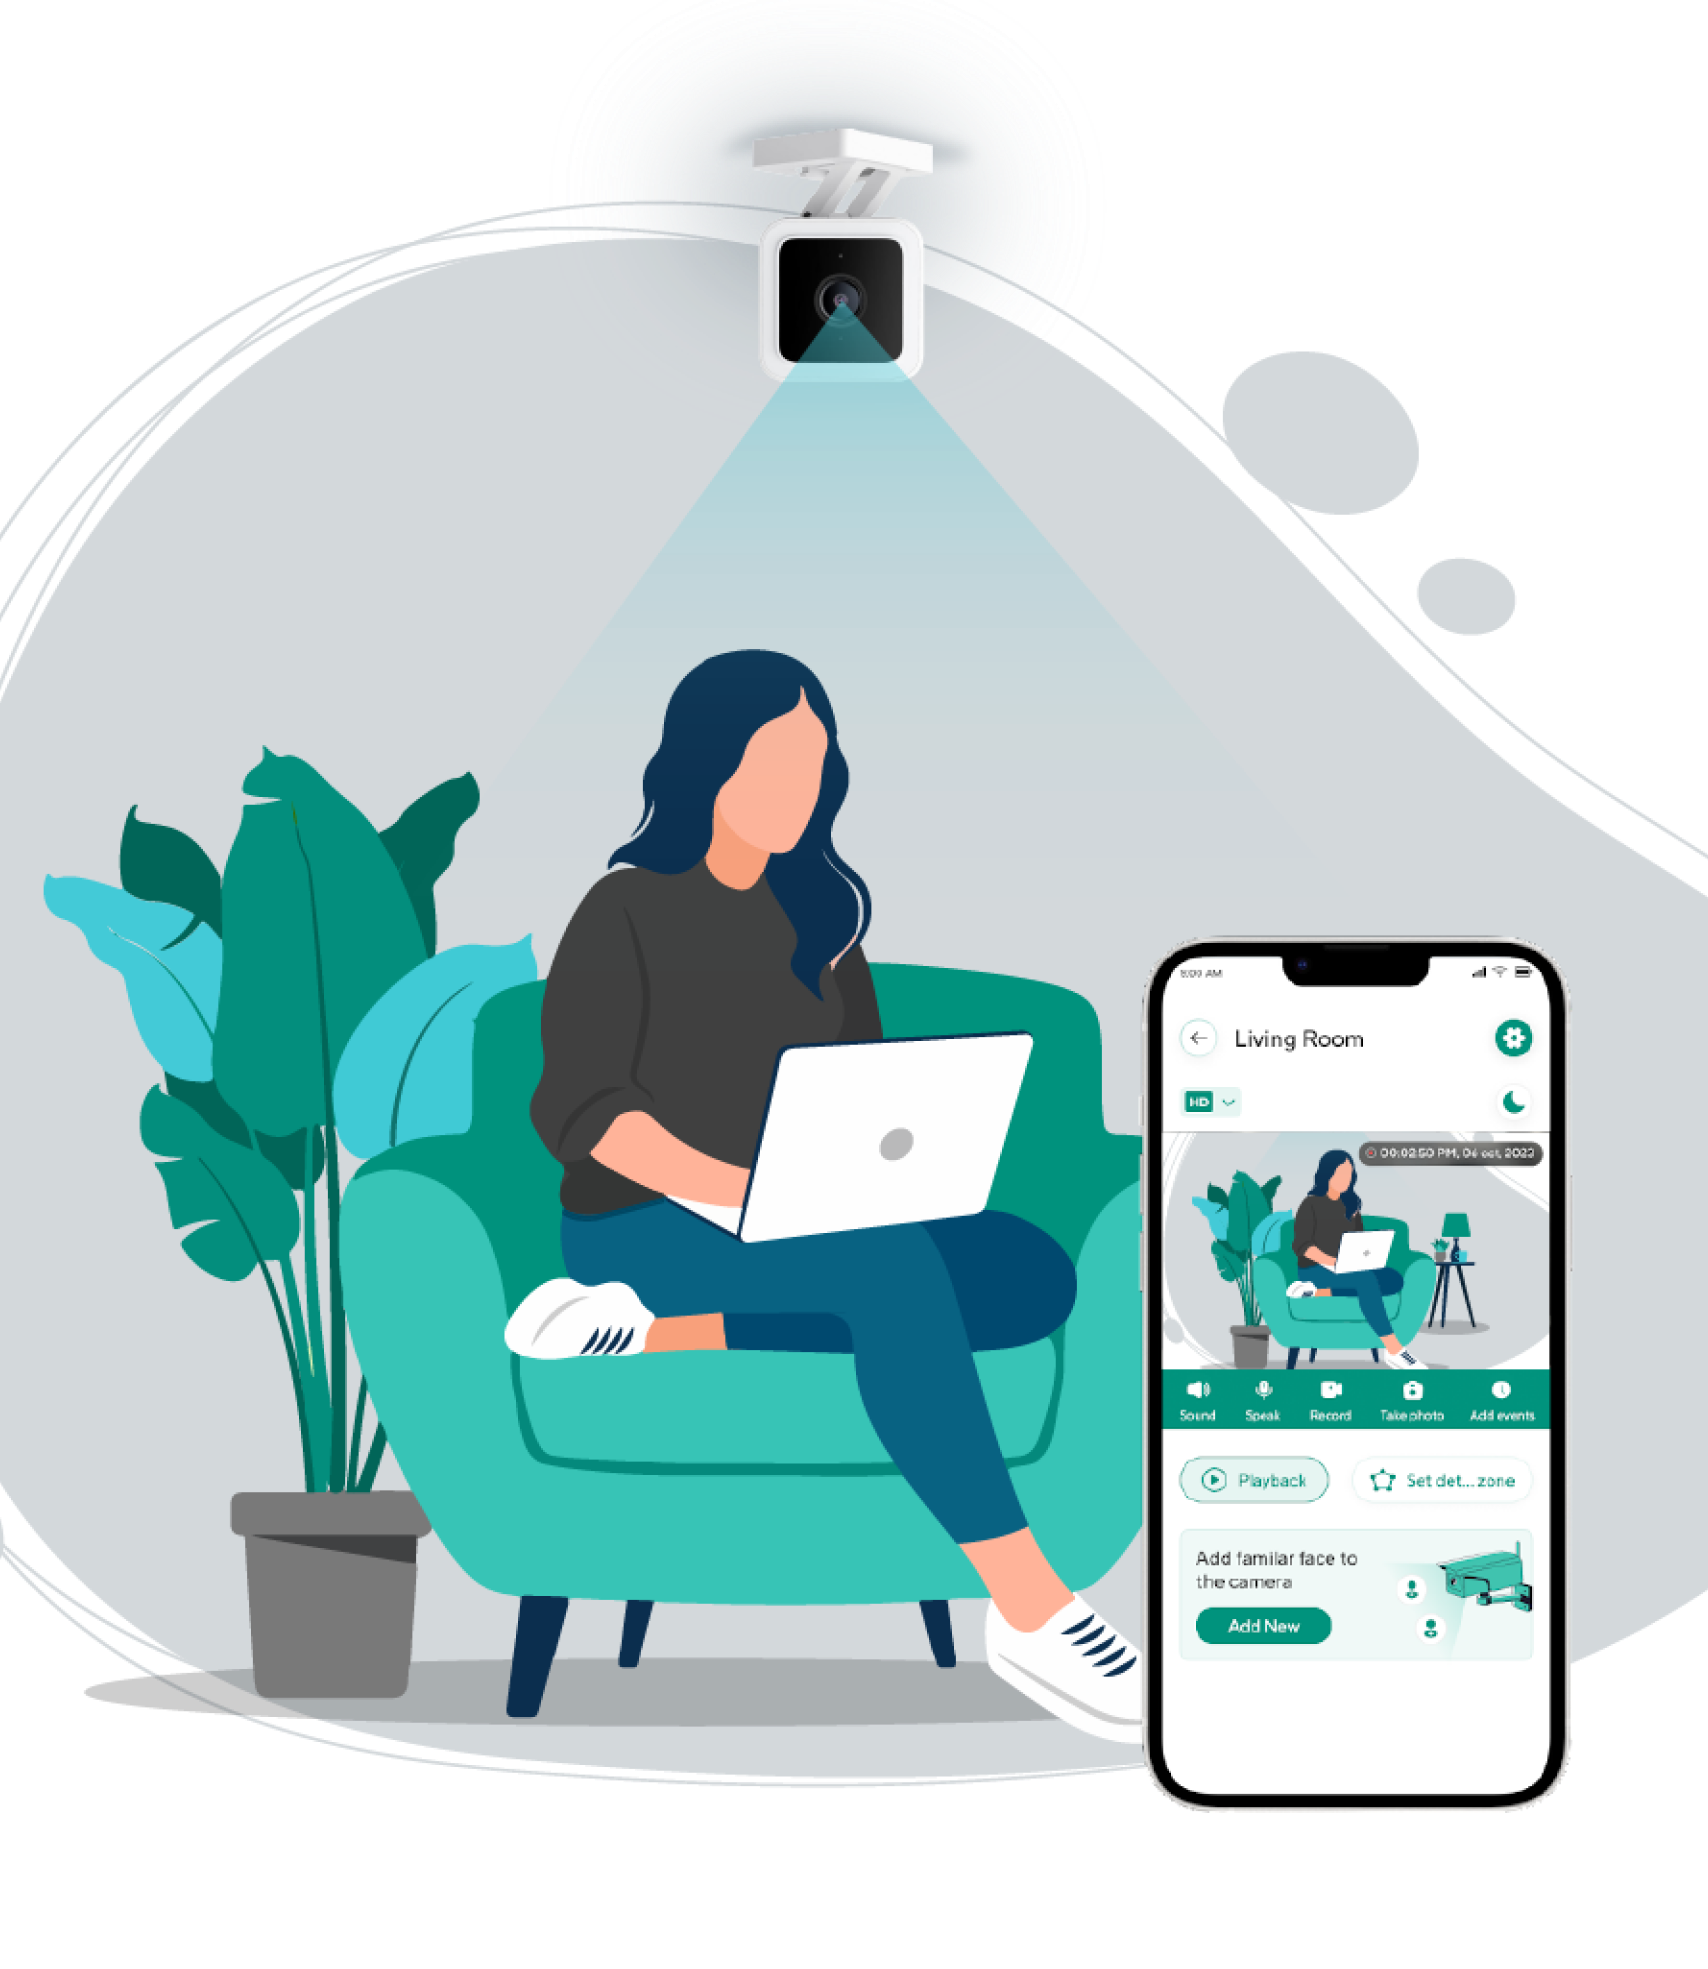 9:00 AM
Living Room
HD
00:02:50 PM, 06 oct, 2023
Sound Speak Record Take photo Add events
Playback Set det... zone
Add familar face to
the camera
Add New